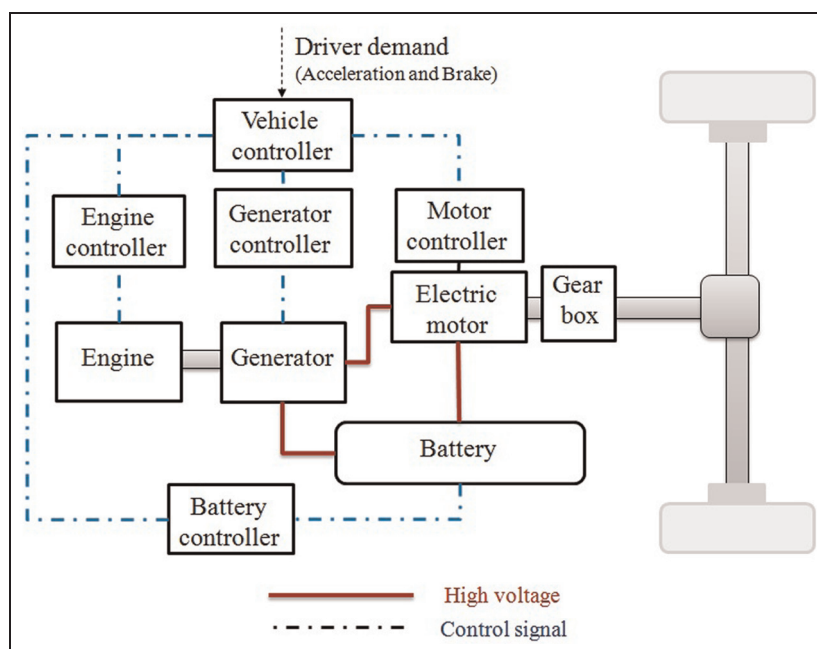 Driver demand
(Acceleration and Brake)
Vehicle
controller
Engine
controller
Generator
controller
Motor
controller
Electric
motor
Gear
box
Engine
Generator
Battery
Battery
controller
High voltage
Control signal